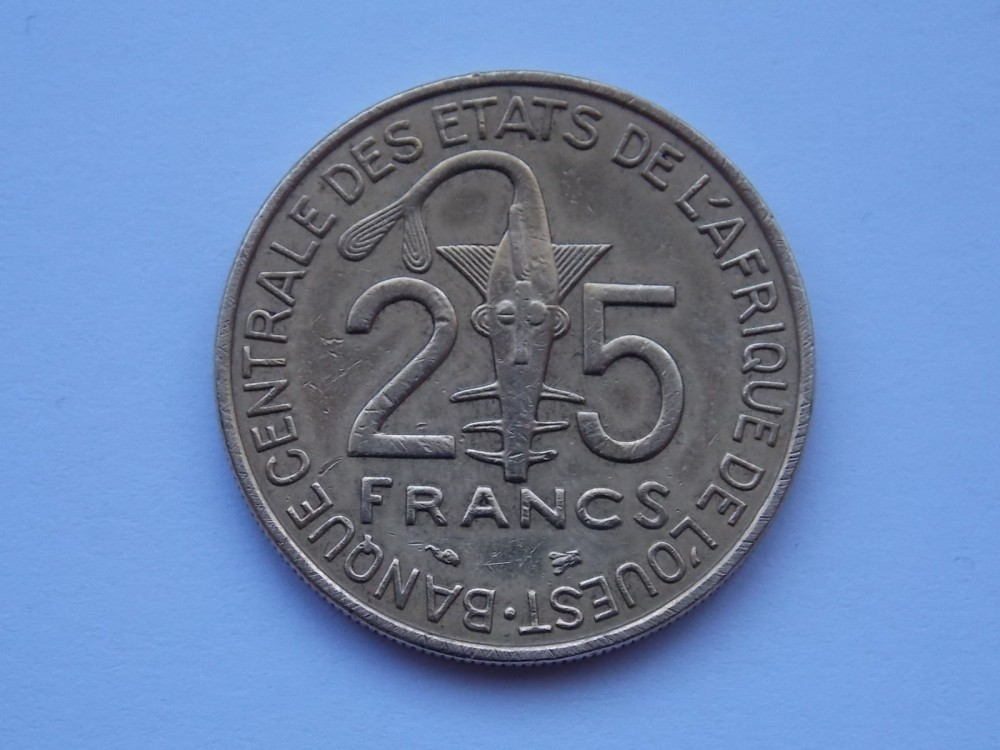 BANQUE CENTRALE DES ETATS DE L'AFRIQUE DE L'OUEST ·
25
FRANCS